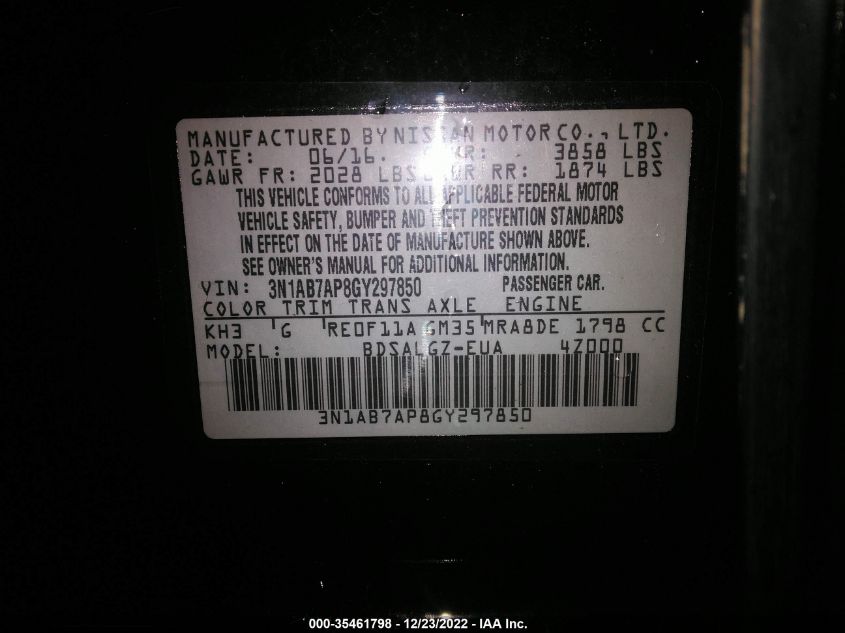 MANUFACTURED BY NISSAN MOTOR CO., LTD.
DATE: 06/16. R: 3858 LBS
GAWR FR: 2028 LBS RR: 1874 LBS
THIS VEHICLE CONFORMS TO ALL APPLICABLE FEDERAL MOTOR
VEHICLE SAFETY, BUMPER AND THEFT PREVENTION STANDARDS
IN EFFECT ON THE DATE OF MANUFACTURE SHOWN ABOVE.
SEE OWNER'S MANUAL FOR ADDITIONAL INFORMATION.
VIN: 3N1AB7AP8GY297850 PASSENGER CAR.
COLOR TRIM TRANS AXLE ENGINE
KH3 G RE0F11A GM35 MRA8DE 1798 CC
MODEL: BDSALGZ-EUA 4Z000
3N1AB7AP8GY297850
000-35461798 - 12/23/2022 - IAA Inc.